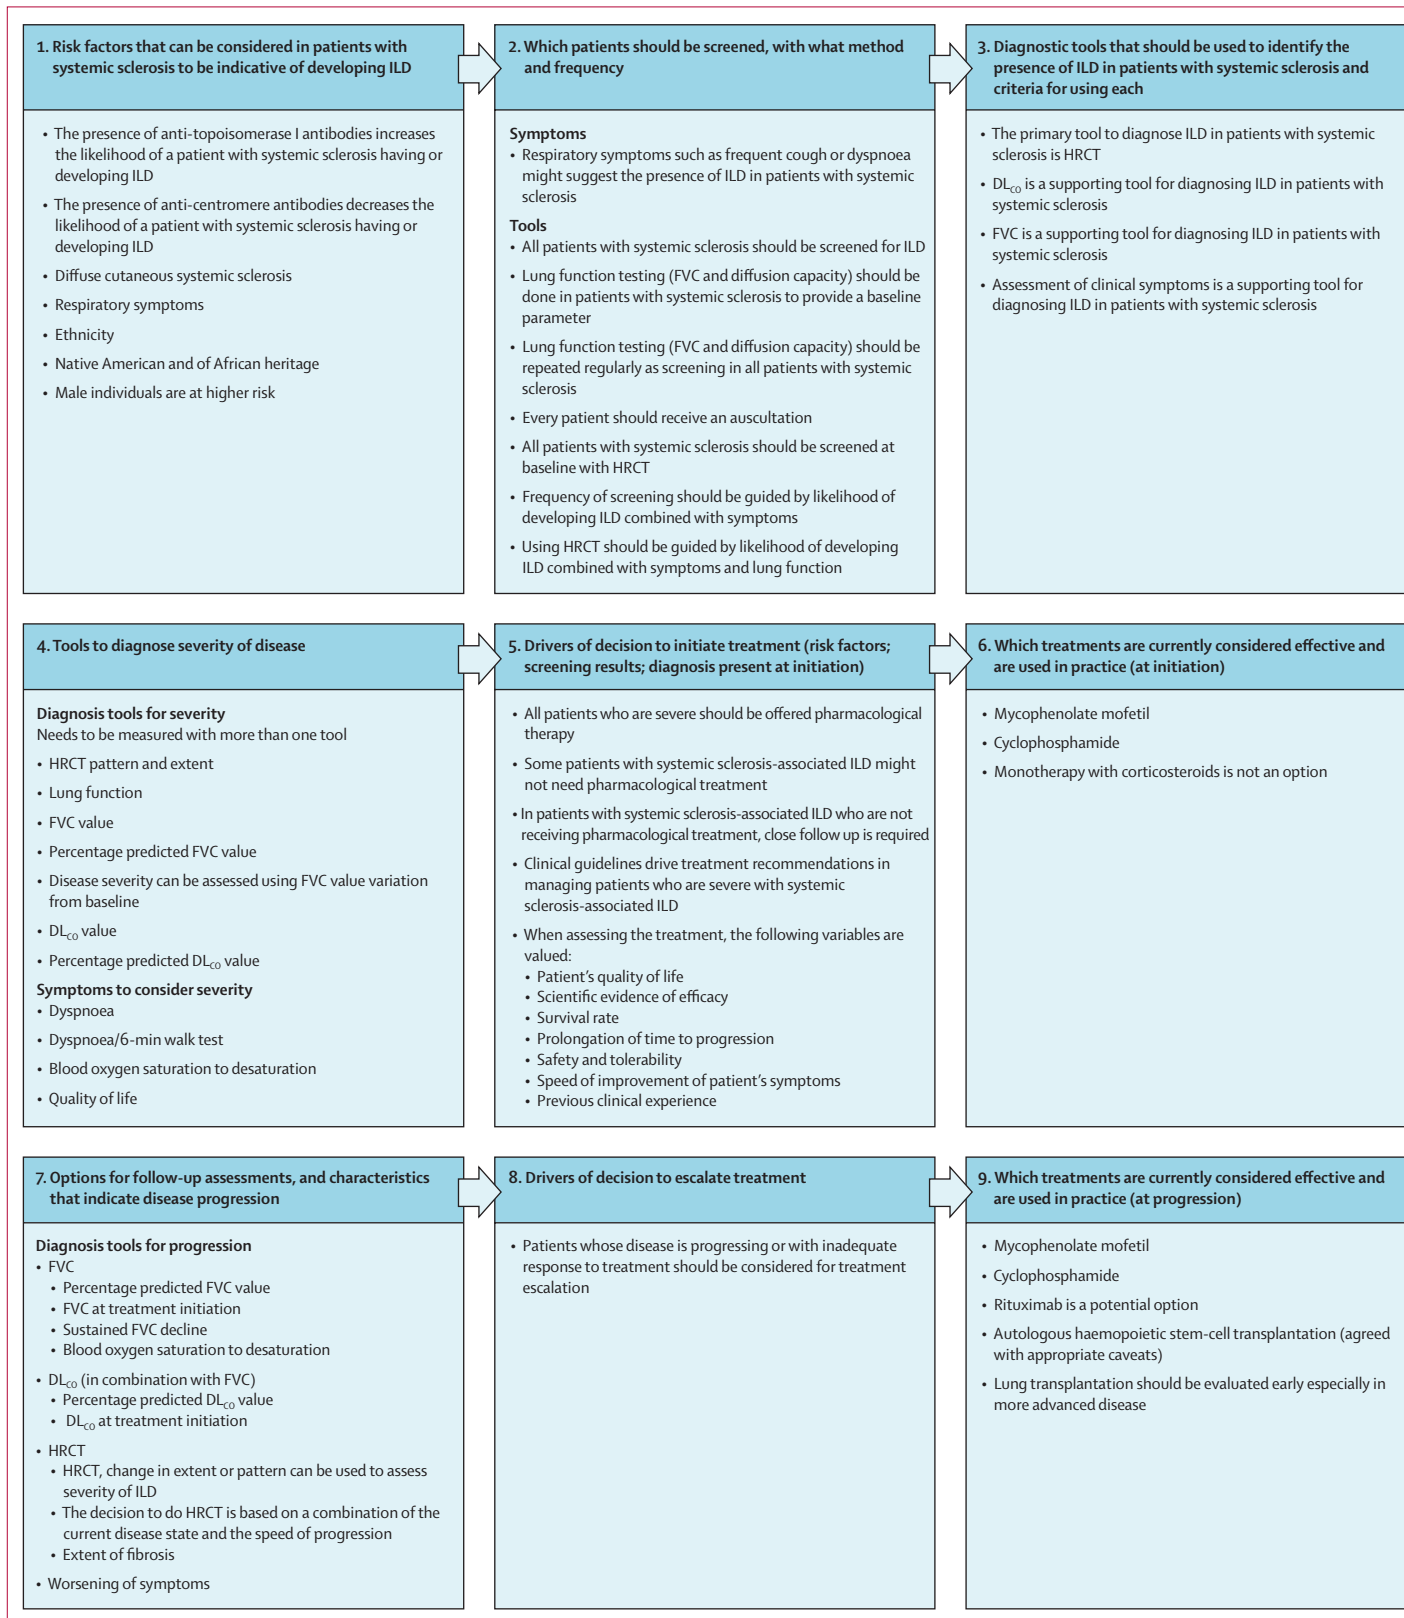 1. Risk factors that can be considered in patients with
systemic sclerosis to be indicative of developing ILD
• The presence of anti-topoisomerase I antibodies increases
the likelihood of a patient with systemic sclerosis having or
developing ILD
• The presence of anti-centromere antibodies decreases the
likelihood of a patient with systemic sclerosis having or
developing ILD
• Diffuse cutaneous systemic sclerosis
• Respiratory symptoms
• Ethnicity
• Native American and of African heritage
• Male individuals are at higher risk
2. Which patients should be screened, with what method
and frequency
Symptoms
• Respiratory symptoms such as frequent cough or dyspnoea
might suggest the presence of ILD in patients with systemic
sclerosis
Tools
• All patients with systemic sclerosis should be screened for ILD
• Lung function testing (FVC and diffusion capacity) should be
done in patients with systemic sclerosis to provide a baseline
parameter
• Lung function testing (FVC and diffusion capacity) should be
repeated regularly as screening in all patients with systemic
sclerosis
• Every patient should receive an auscultation
• All patients with systemic sclerosis should be screened at
baseline with HRCT
• Frequency of screening should be guided by likelihood of
developing ILD combined with symptoms
• Using HRCT should be guided by likelihood of developing
ILD combined with symptoms and lung function
3. Diagnostic tools that should be used to identify the
presence of ILD in patients with systemic sclerosis and
criteria for using each
• The primary tool to diagnose ILD in patients with systemic
sclerosis is HRCT
• DLCO is a supporting tool for diagnosing ILD in patients with
systemic sclerosis
• FVC is a supporting tool for diagnosing ILD in patients with
systemic sclerosis
• Assessment of clinical symptoms is a supporting tool for
diagnosing ILD in patients with systemic sclerosis
4. Tools to diagnose severity of disease
Diagnosis tools for severity
Needs to be measured with more than one tool
• HRCT pattern and extent
• Lung function
• FVC value
• Percentage predicted FVC value
• Disease severity can be assessed using FVC value variation
from baseline
• DLCO value
• Percentage predicted DLCO value
Symptoms to consider severity
• Dyspnoea
• Dyspnoea/6-min walk test
• Blood oxygen saturation to desaturation
• Quality of life
5. Drivers of decision to initiate treatment (risk factors;
screening results; diagnosis present at initiation)
• All patients who are severe should be offered pharmacological
therapy
• Some patients with systemic sclerosis-associated ILD might
not need pharmacological treatment
• In patients with systemic sclerosis-associated ILD who are not
receiving pharmacological treatment, close follow up is required
• Clinical guidelines drive treatment recommendations in
managing patients who are severe with systemic
sclerosis-associated ILD
• When assessing the treatment, the following variables are
valued:
• Patient's quality of life
• Scientific evidence of efficacy
• Survival rate
• Prolongation of time to progression
• Safety and tolerability
• Speed of improvement of patient's symptoms
• Previous clinical experience
6. Which treatments are currently considered effective and
are used in practice (at initiation)
• Mycophenolate mofetil
• Cyclophosphamide
• Monotherapy with corticosteroids is not an option
7. Options for follow-up assessments, and characteristics
that indicate disease progression
Diagnosis tools for progression
• FVC
• Percentage predicted FVC value
• FVC at treatment initiation
• Sustained FVC decline
• Blood oxygen saturation to desaturation
• DLCO (in combination with FVC)
• Percentage predicted DLCO value
• DLCO at treatment initiation
• HRCT
• HRCT, change in extent or pattern can be used to assess
severity of ILD
• The decision to do HRCT is based on a combination of the
current disease state and the speed of progression
• Extent of fibrosis
• Worsening of symptoms
8. Drivers of decision to escalate treatment
• Patients whose disease is progressing or with inadequate
response to treatment should be considered for treatment
escalation
9. Which treatments are currently considered effective and
are used in practice (at progression)
• Mycophenolate mofetil
• Cyclophosphamide
• Rituximab is a potential option
• Autologous haemopoietic stem-cell transplantation (agreed
with appropriate caveats)
• Lung transplantation should be evaluated early especially in
more advanced disease